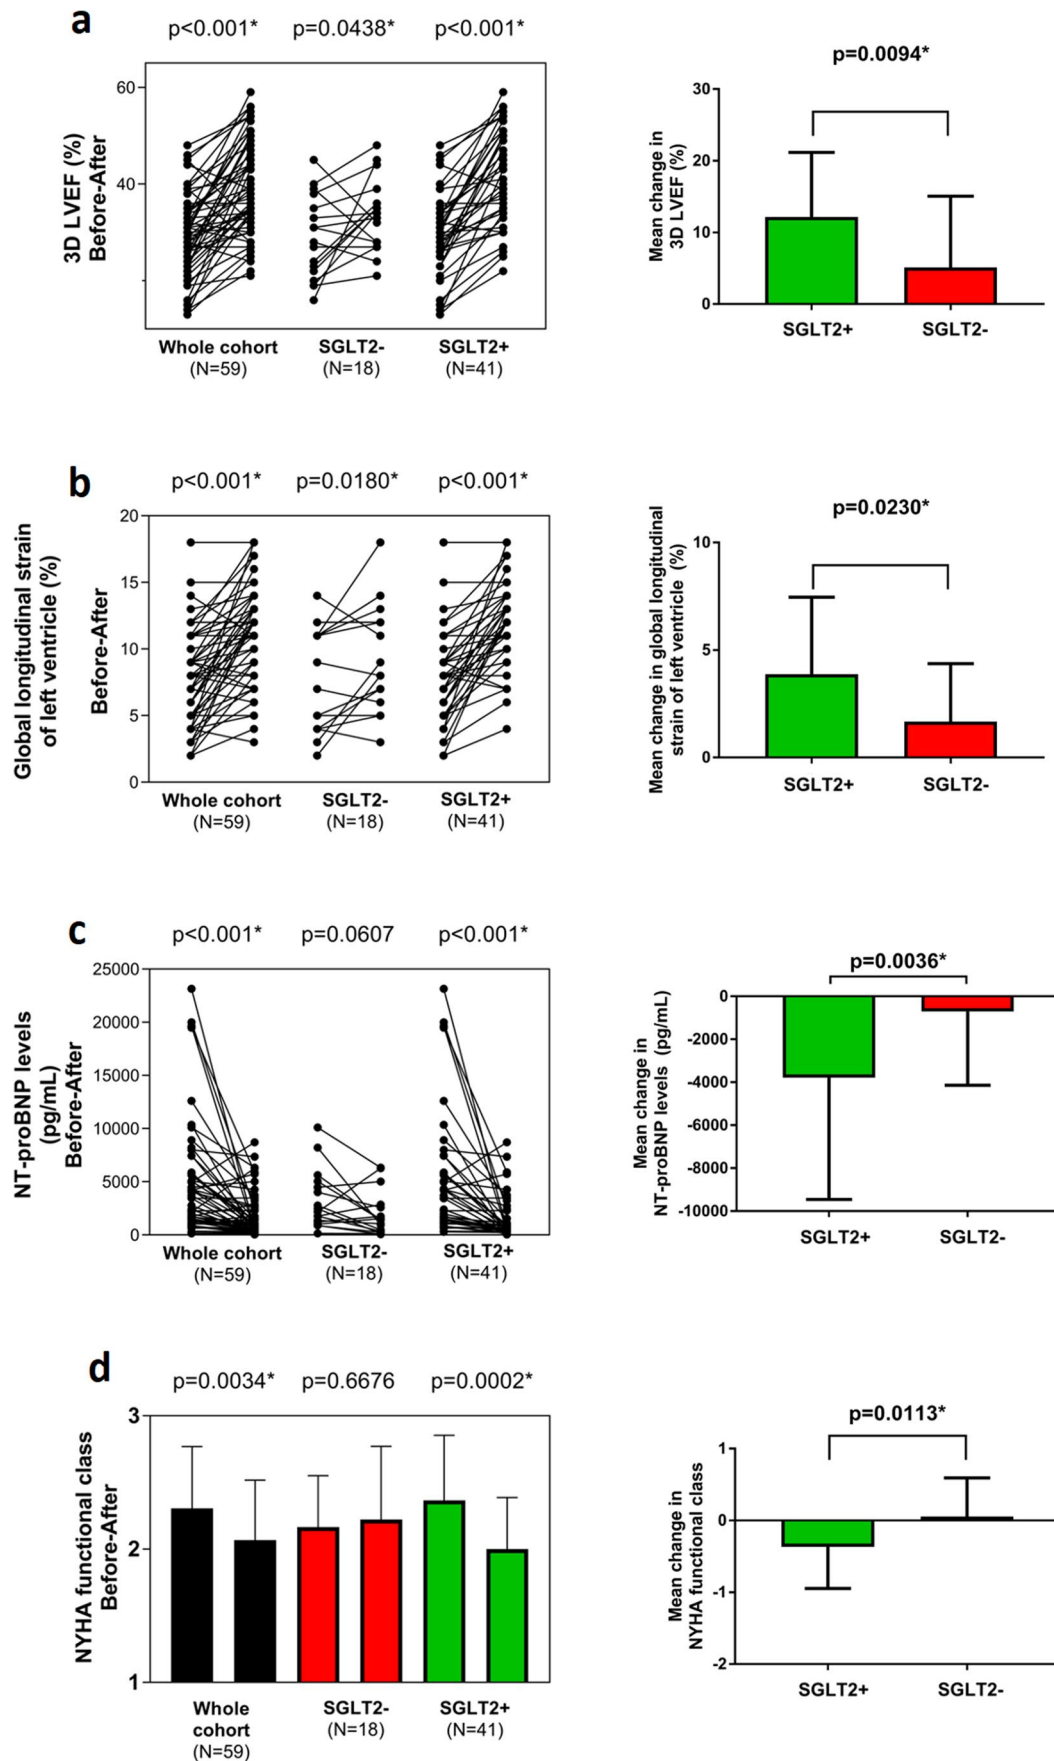 a
p<0.001* p=0.0438* p<0.001*
3D LVEF (%)
Before-After
60
40
Whole cohort SGLT2- SGLT2+
(N=59) (N=18) (N=41)
p=0.0094*
Mean change in
3D LVEF (%)
30
20
10
0
SGLT2+ SGLT2-
b
p<0.001* p=0.0180* p<0.001*
Global longitudinal strain
of left ventricle (%)
Before-After
20
15
10
5
0
Whole cohort SGLT2- SGLT2+
(N=59) (N=18) (N=41)
p=0.0230*
Mean change in global longitudinal
strain of left ventricle (%)
10
5
0
SGLT2+ SGLT2-
c
p<0.001* p=0.0607 p<0.001*
NT-proBNP levels
(pg/mL)
Before-After
25000
20000
15000
10000
5000
0
Whole cohort SGLT2- SGLT2+
(N=59) (N=18) (N=41)
p=0.0036*
Mean change in
NT-proBNP levels (pg/mL)
0
-2000
-4000
-6000
-8000
-10000
SGLT2+ SGLT2-
d
p=0.0034* p=0.6676 p=0.0002*
NYHA functional class
Before-After
3
2
1
Whole SGLT2- SGLT2+
cohort (N=18) (N=41)
(N=59)
p=0.0113*
Mean change in
NYHA functional class
1
0
-1
-2
SGLT2+ SGLT2-